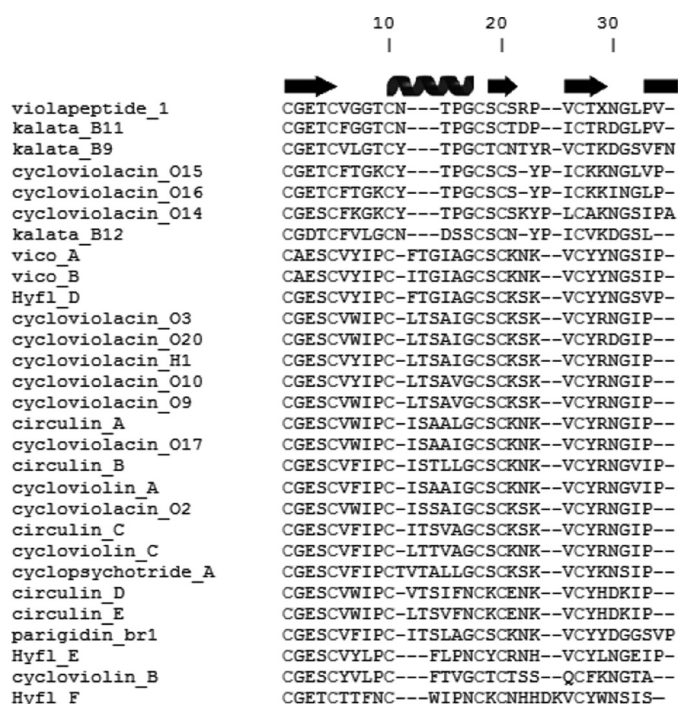 10 20 30
violapeptide_1 CGETCVGGTCN---TPGCSCSRP--VCTXNGLPV-
kalata_B11 CGETCFGGTCN---TPGCSCTDP--ICTRDGLPV-
kalata_B9 CGETCVLGTCY---TPGCTCNTYR-VCTKDGSVFN
cycloviolacin_O15 CGETCFTGKCY---TPGCSCS-YP-ICKKNGLVP-
cycloviolacin_O16 CGETCFTGKCY---TPGCSCS-YP-ICKKINGLP-
cycloviolacin_O14 CGESCFKGKCY---TPGCSCSKYP-LCAKNGSIPA
kalata_B12 CGDTCFVLGCN---DSSCSCN-YP-ICVKDGSL--
vico_A CAESCVYIPC-FTGIAGCSCKNK--VCYYNGSIP-
vico_B CAESCVYIPC-ITGIAGCSCKNK--VCYYNGSIP-
Hyfl_D CGESCVYIPC-FTGIAGCSCKSK--VCYYNGSVP-
cycloviolacin_O3 CGESCVWIPC-LTSAIGCSCKSK--VCYRNGIP--
cycloviolacin_O20 CGESCVWIPC-LTSAIGCSCKSK--VCYRDGIP--
cycloviolacin_H1 CGESCVYIPC-LTSAIGCSCKSK--VCYRNGIP--
cycloviolacin_O10 CGESCVYIPC-LTSAVGCSCKSK--VCYRNGIP--
cycloviolacin_O9 CGESCVWIPC-LTSAVGCSCKSK--VCYRNGIP--
circulin_A CGESCVWIPC-ISAALGCSCKNK--VCYRNGIP--
cycloviolacin_O17 CGESCVWIPC-ISAAIGCSCKNK--VCYRNGIP--
circulin_B CGESCVFIPC-ISTLLGCSCKNK--VCYRNGVIP-
cycloviolin_A CGESCVFIPC-ISAAIGCSCKNK--VCYRNGVIP-
cyclovolacin_O2 CGESCVWIPC-ISSAIGCSCKSK--VCYRNGIP--
circulin_C CGESCVFIPC-ITSVAGCSCKSK--VCYRNGIP--
cycloviolin_C CGESCVFIPC-LTTVAGCSCKNK--VCYRNGIP--
cyclopsychotride_A CGESCVFIPCTVTALLGCSCKSK--VCYKNSIP--
circulin_D CGESCVWIPC-VTSIFNCKCENK--VCYHDKIP--
circulin_E CGESCVWIPC-LTSVFNCKCENK--VCYHDKIP--
parigidin_br1 CGESCVFIPC-ITSLAGCSCKNK--VCYYDGGSVP
Hyfl_E CGESCVYLPC---FLPNCYCRNH--VCYLNGEIP-
cycloviolin_B CGESCYVLPC---FTVGCTCTSS--QCFKNGTA--
Hyfl_F CGETCTTFNC---WIPNCKCNHHDKVCYWNSIS-